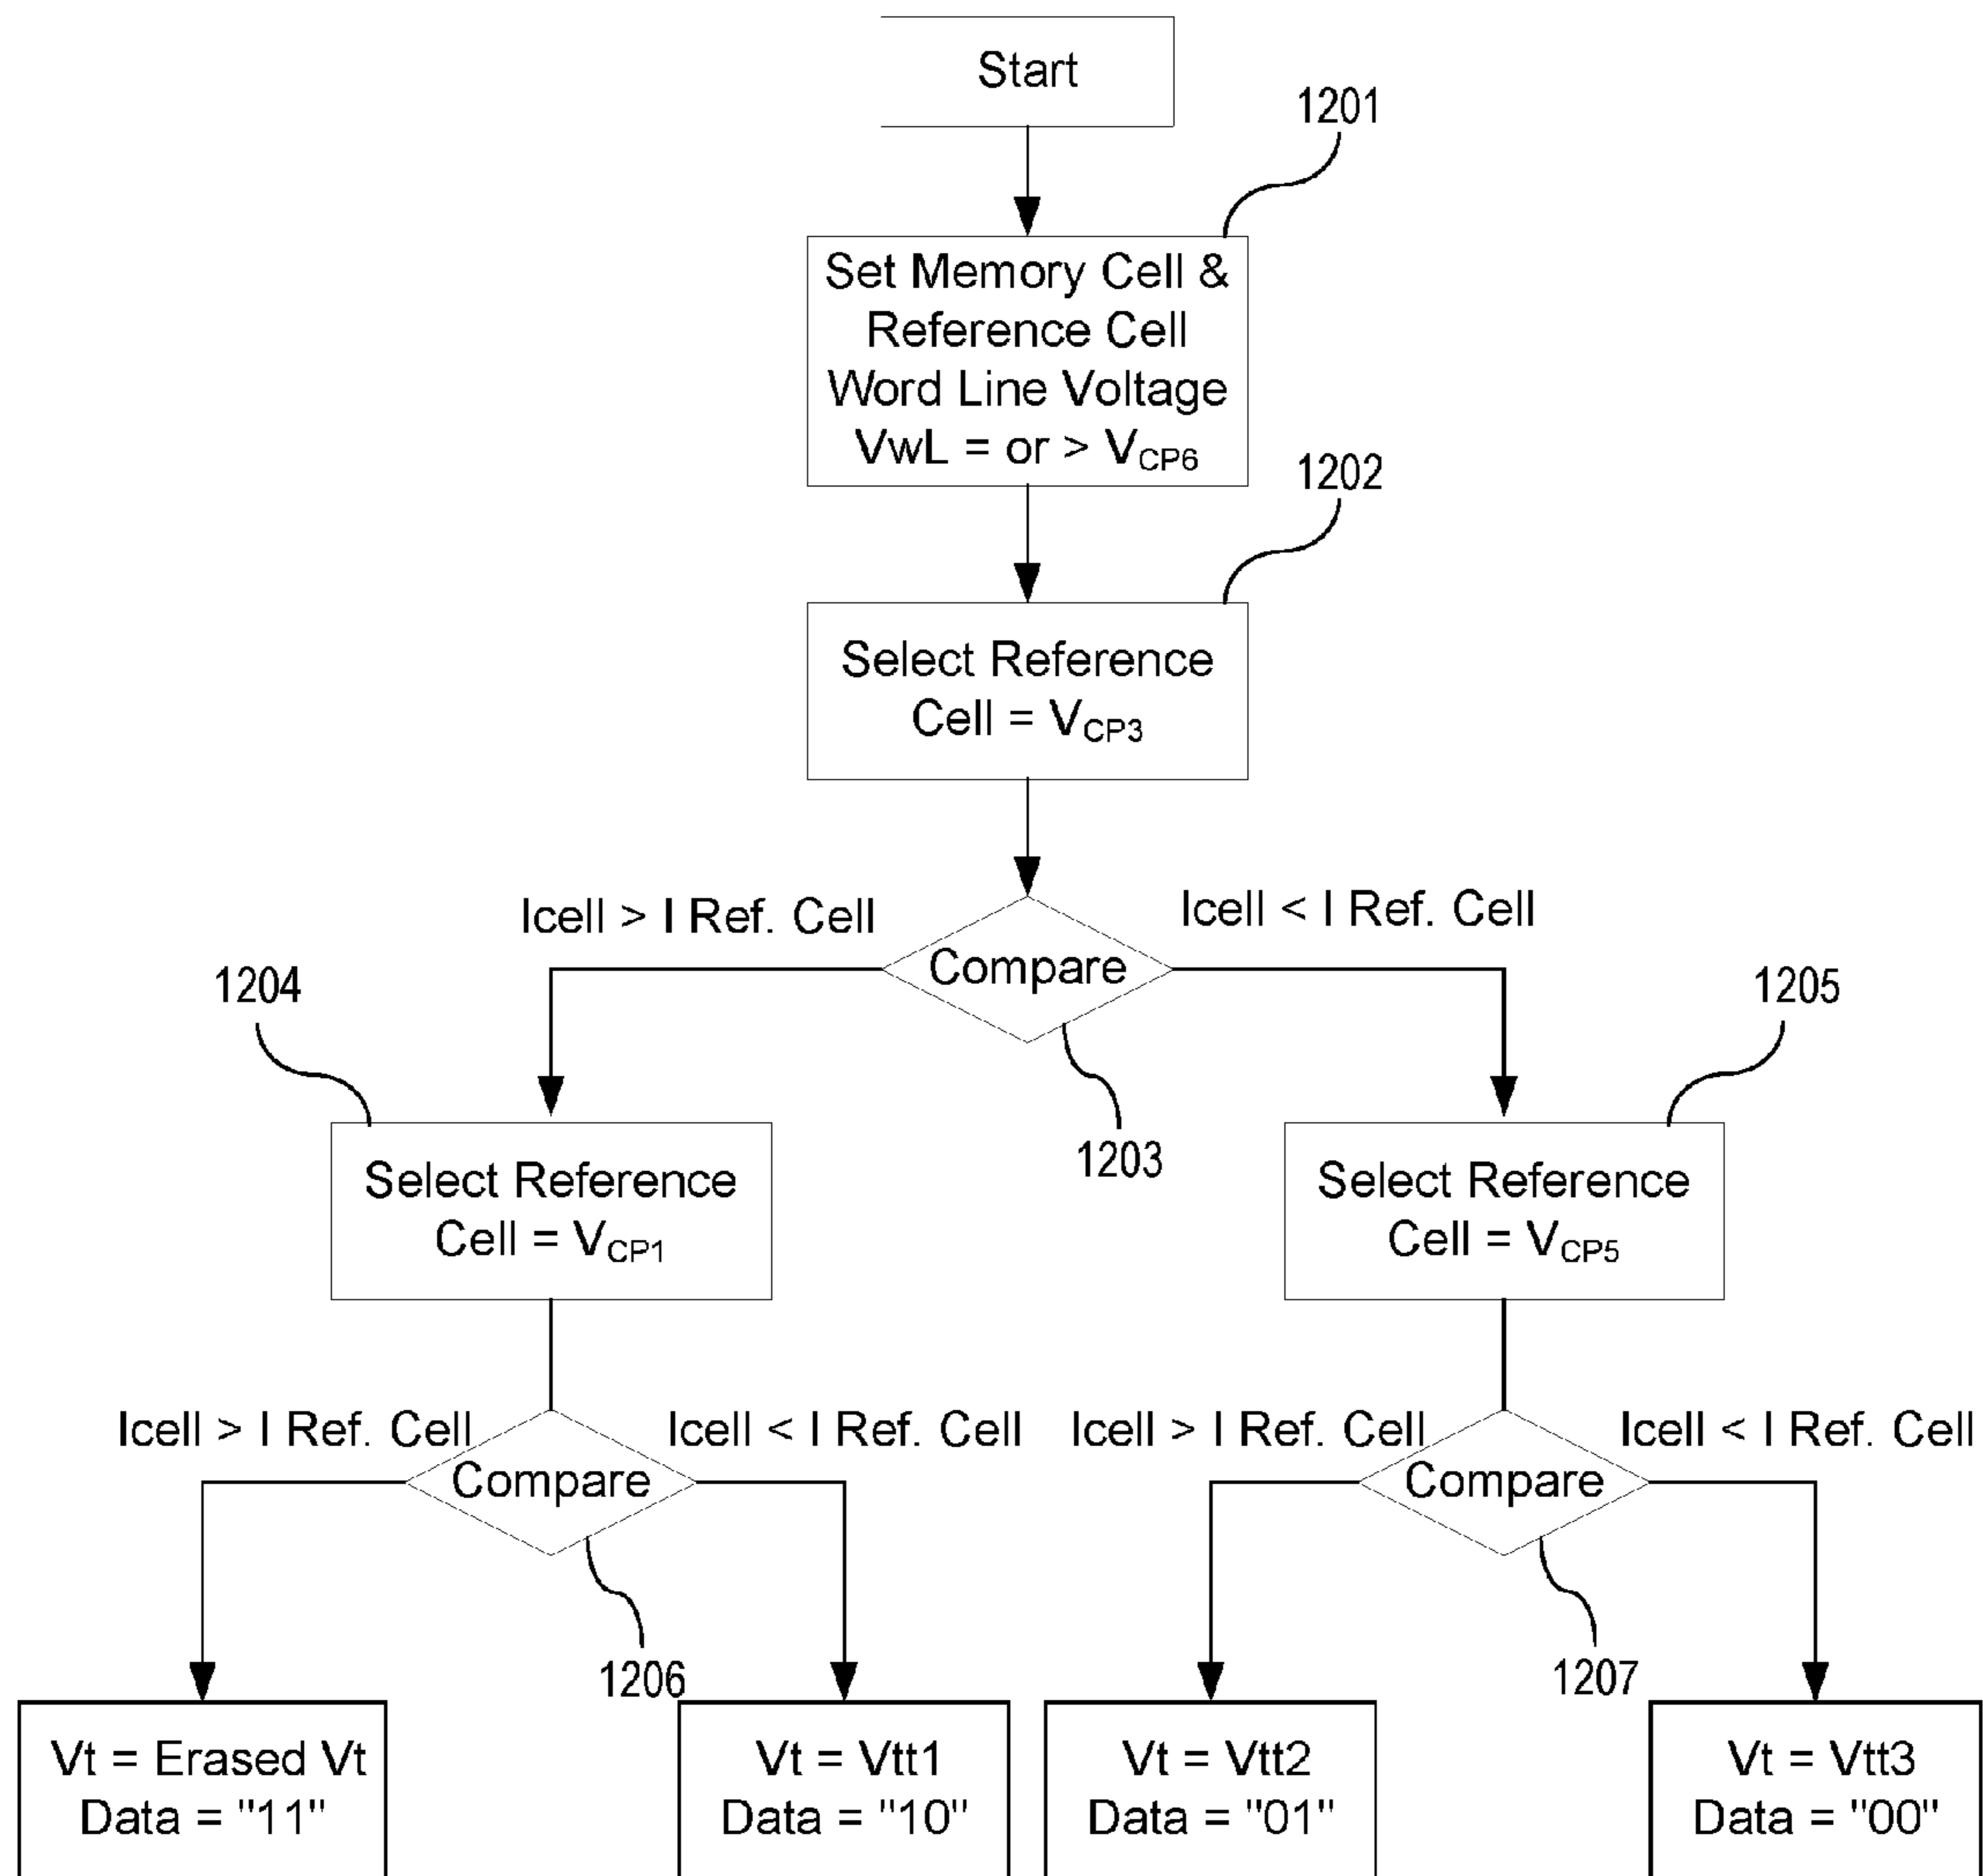 Start
1201
Set Memory Cell &
Reference Cell
Word Line Voltage
VwL = or > VCP6
1202
Select Reference
Cell = VCP3
Icell > I Ref. Cell
Icell < I Ref. Cell
Compare
1203
1204
1205
Select Reference
Cell = VCP1
Select Reference
Cell = VCP5
Icell > I Ref. Cell
Icell < I Ref. Cell
Icell > I Ref. Cell
Icell < I Ref. Cell
Compare
Compare
1206
1207
Vt = Erased Vt
Data = "11"
Vt = Vtt1
Data = "10"
Vt = Vtt2
Data = "01"
Vt = Vtt3
Data = "00"